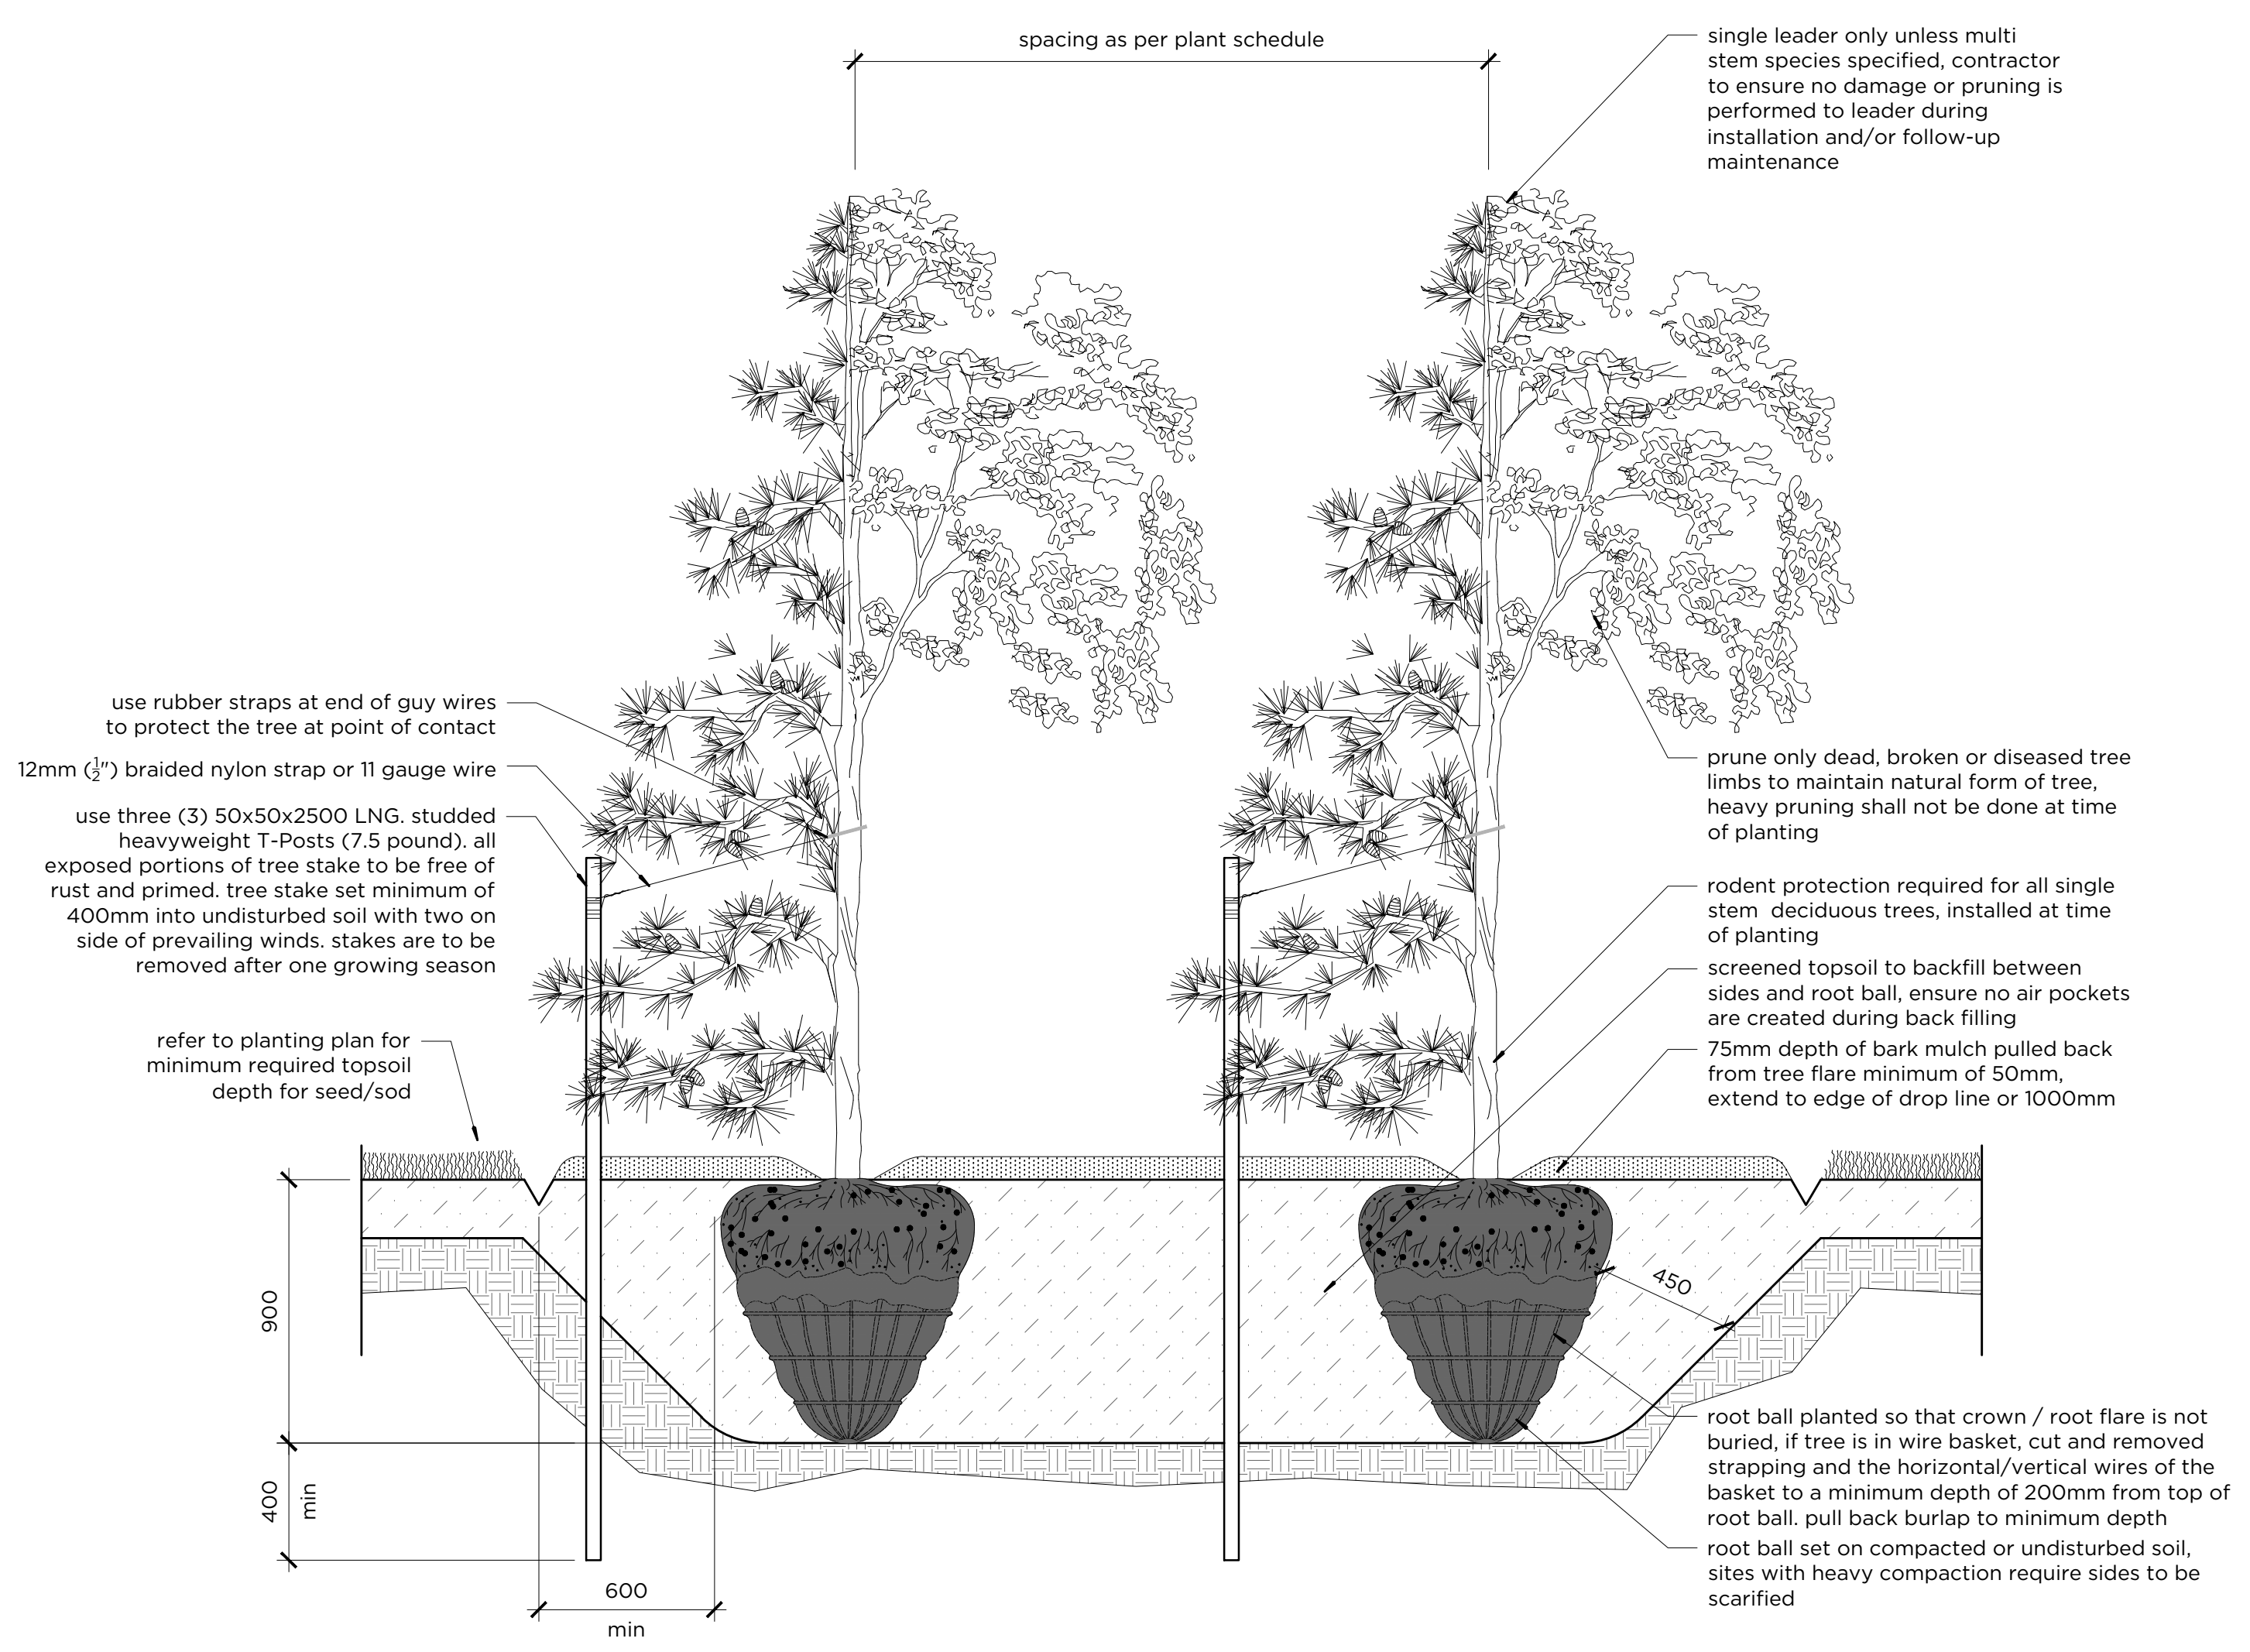 spacing as per plant schedule
single leader only unless multi
stem species specified, contractor
to ensure no damage or pruning is
performed to leader during
installation and/or follow-up
maintenance
use rubber straps at end of guy wires
to protect the tree at point of contact
12mm (½") braided nylon strap or 11 gauge wire
use three (3) 50x50x2500 LNG. studded
heavyweight T-Posts (7.5 pound). all
exposed portions of tree stake to be free of
rust and primed. tree stake set minimum of
400mm into undisturbed soil with two on
side of prevailing winds. stakes are to be
removed after one growing season
refer to planting plan for
minimum required topsoil
depth for seed/sod
prune only dead, broken or diseased tree
limbs to maintain natural form of tree,
heavy pruning shall not be done at time
of planting
rodent protection required for all single
stem  deciduous trees, installed at time
of planting
screened topsoil to backfill between
sides and root ball, ensure no air pockets
are created during back filling
75mm depth of bark mulch pulled back
from tree flare minimum of 50mm,
extend to edge of drop line or 1000mm
900
450
400
min
600
min
root ball planted so that crown / root flare is not
buried, if tree is in wire basket, cut and removed
strapping and the horizontal/vertical wires of the
basket to a minimum depth of 200mm from top of
root ball. pull back burlap to minimum depth
root ball set on compacted or undisturbed soil,
sites with heavy compaction require sides to be
scarified